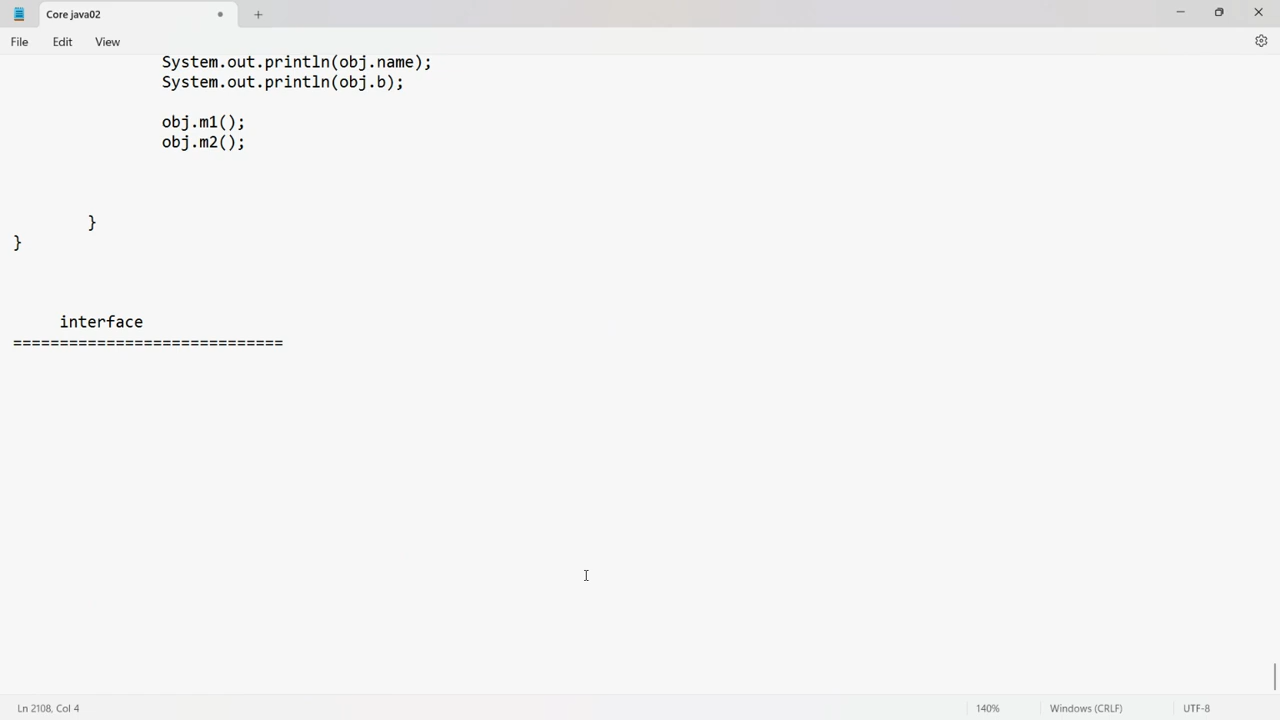 Core java02
File Edit View
System.out.println(obj.name);
System.out.println(obj.b);
obj.m1();
obj.m2();
}
}
interface
=============================
Ln 2108, Col 4 140% Windows (CRLF) UTF-8